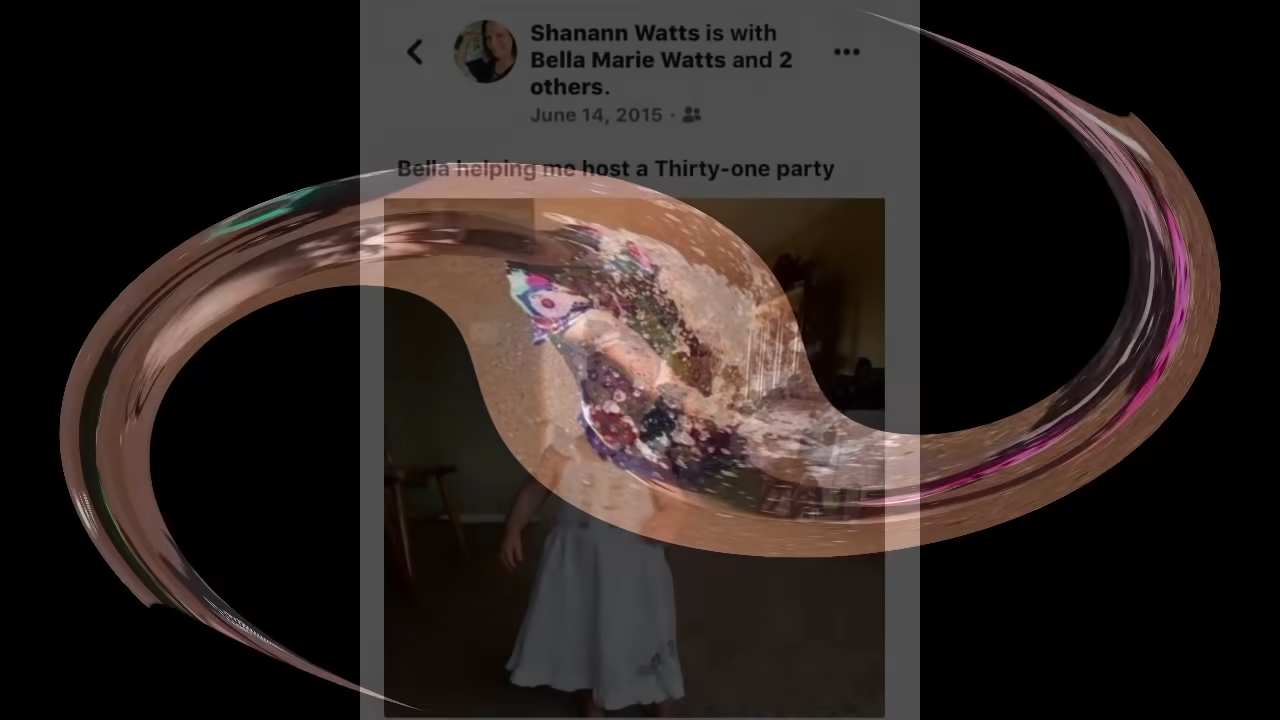 Shanann Watts is with
Bella Marie Watts and 2
others.
June 14, 2015
Bella helping me host a Thirty-one party